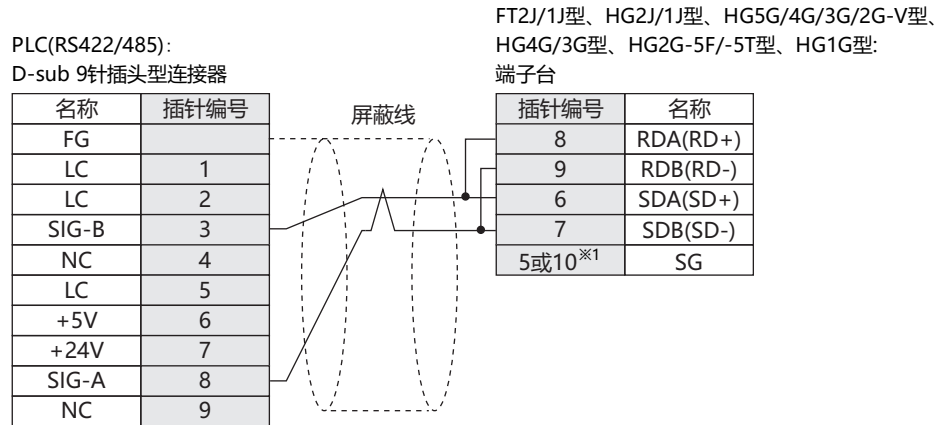 FT2J/1J型、HG2J/1J型、HG5G/4G/3G/2G-V型、
HG4G/3G型、HG2G-5F/-5T型、HG1G型:
端子台
PLC(RS422/485)：
D-sub 9针插头型连接器
名称 插针编号
FG
LC 1
LC 2
SIG-B 3
NC 4
LC 5
+5V 6
+24V 7
SIG-A 8
NC 9
屏蔽线
插针编号 名称
8 RDA(RD+)
9 RDB(RD-)
6 SDA(SD+)
7 SDB(SD-)
5或10※1 SG